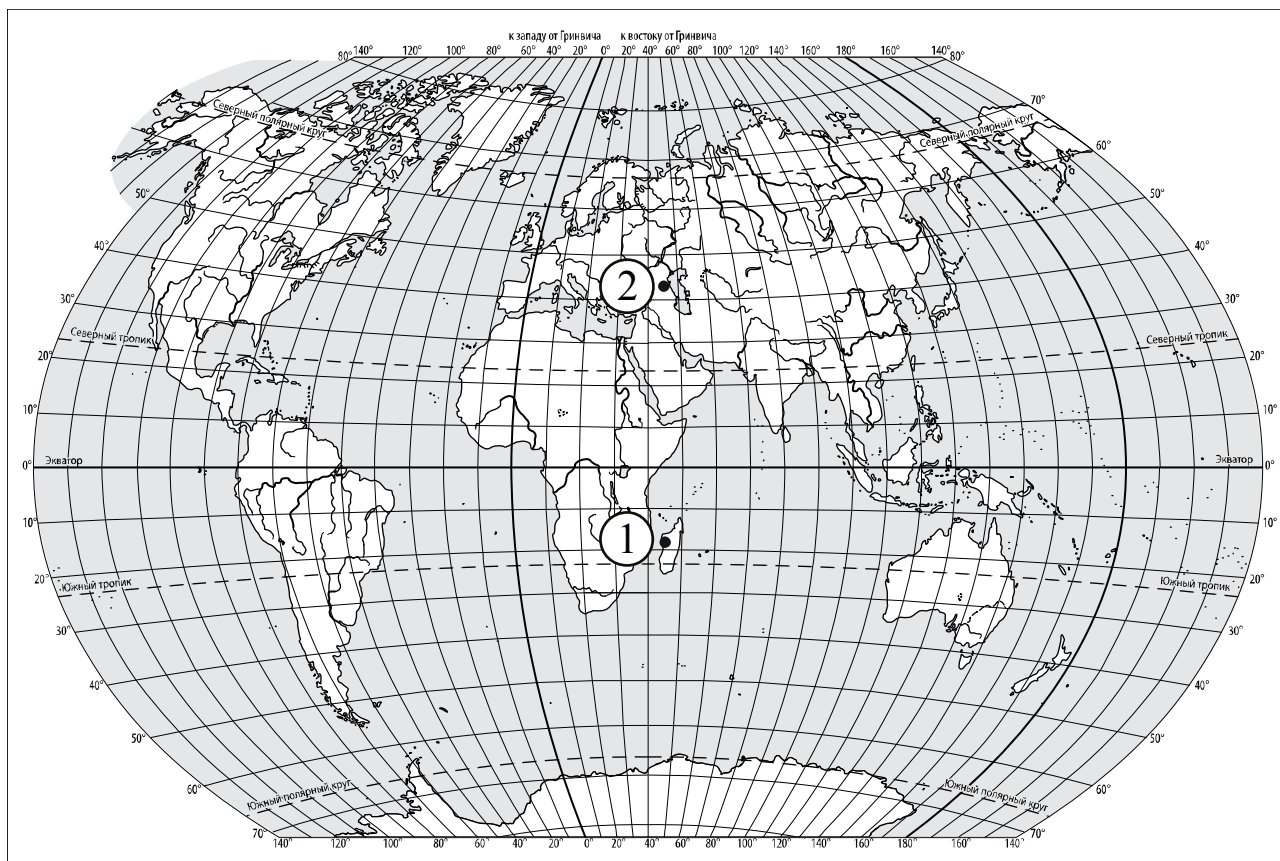 к западу от Гринвича к востоку от Гринвича
80° 140° 120° 100° 80° 60° 40° 20° 0° 20° 40° 60° 80° 100° 120° 140° 160° 180° 160° 140° 80°
70°
Северный полярный круг Северный полярный круг
60°
50° 50°
40° 40°
2
30° 30°
Северный тропик Северный тропик
20° 20°
10° 10°
Экватор Экватор
0° 0°
10° 10°
1
Южный тропик Южный тропик
20° 20°
30° 30°
40° 40°
50° 50°
60° 60°
Южный полярный круг Южный полярный круг
70° 70°
140° 120° 100° 80° 60° 40° 20° 0° 20° 40° 60° 80° 100° 120° 140° 160° 180° 160° 140°